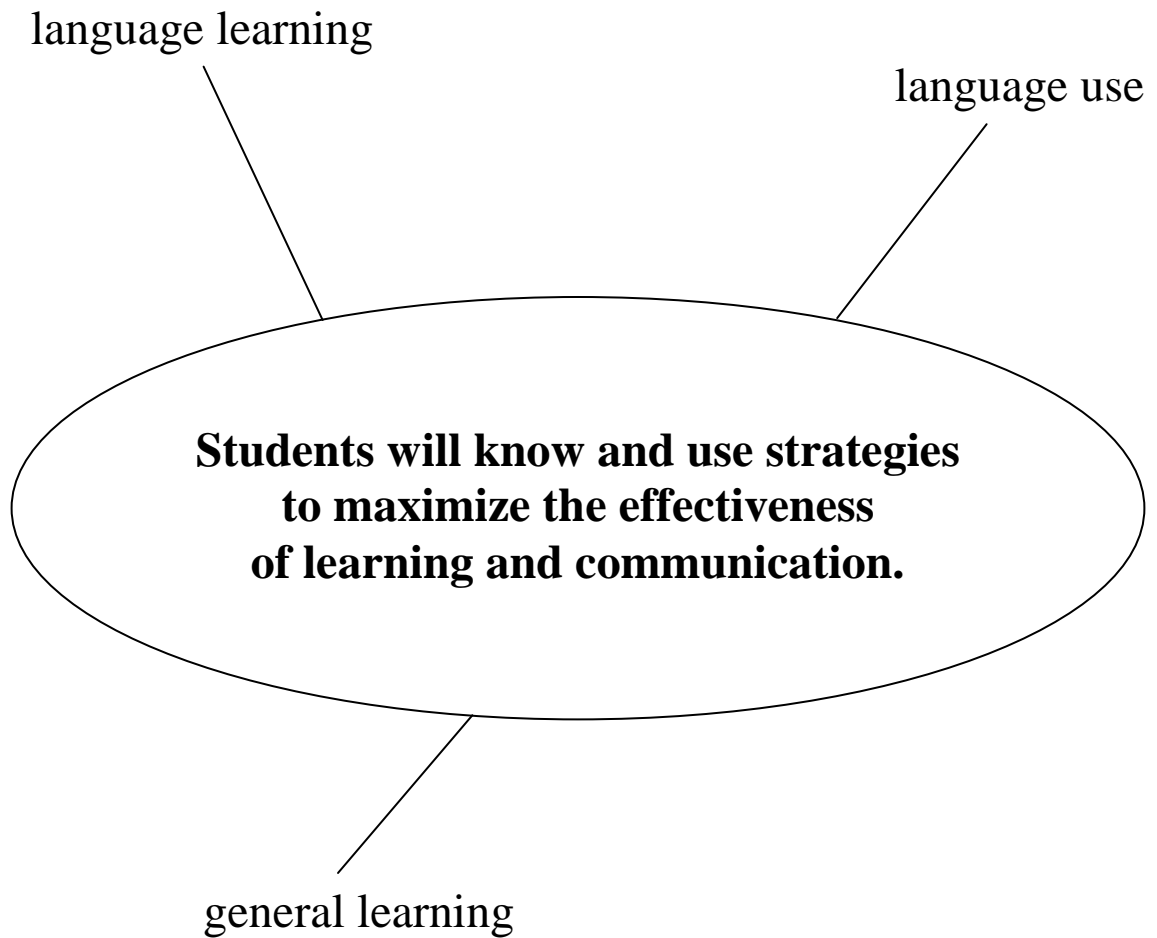 language learning
language use
Students will know and use strategies
to maximize the effectiveness
of learning and communication.
general learning